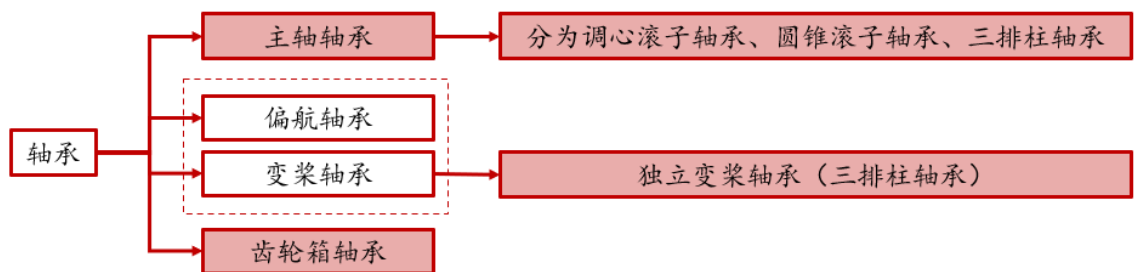 主轴轴承
分为调心滚子轴承、圆锥滚子轴承、三排柱轴承
偏航轴承
轴承
变桨轴承
独立变桨轴承（三排柱轴承）
齿轮箱轴承